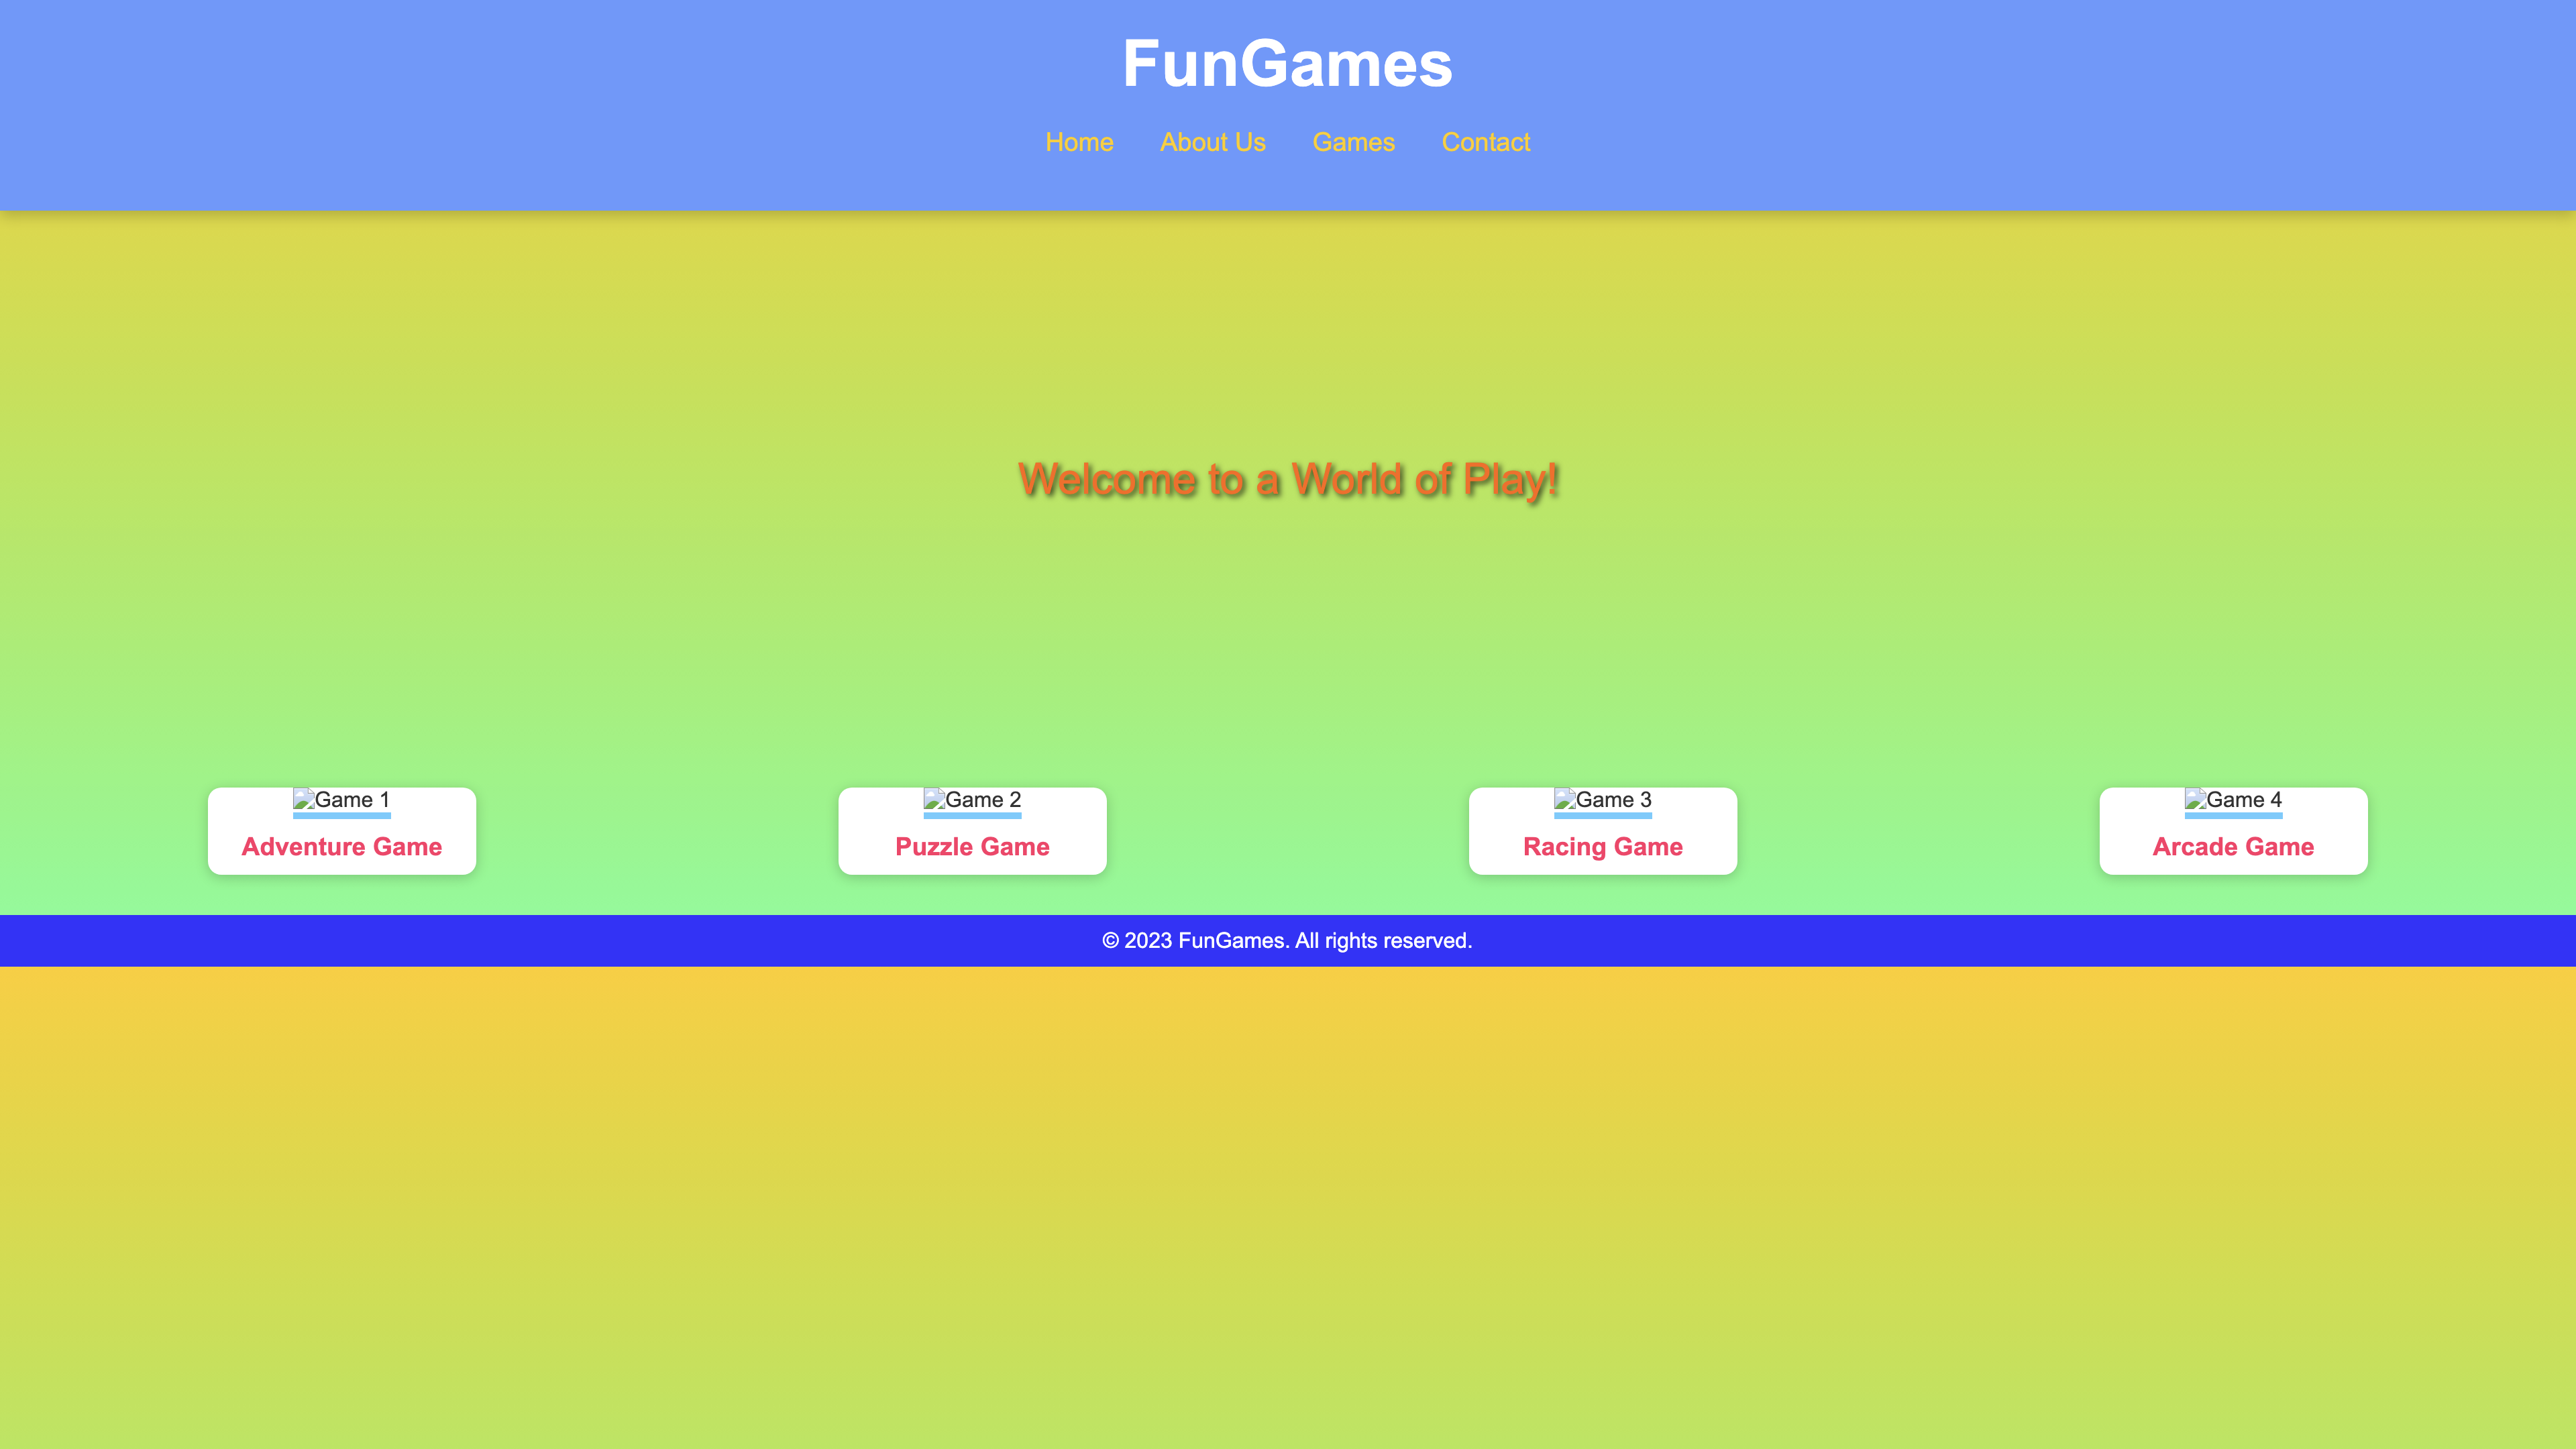 FunGames
Home About Us Games Contact
Welcome to a World of Play!
Game 1 Game 2 Game 3 Game 4
Adventure Game Puzzle Game Racing Game Arcade Game
© 2023 FunGames. All rights reserved.